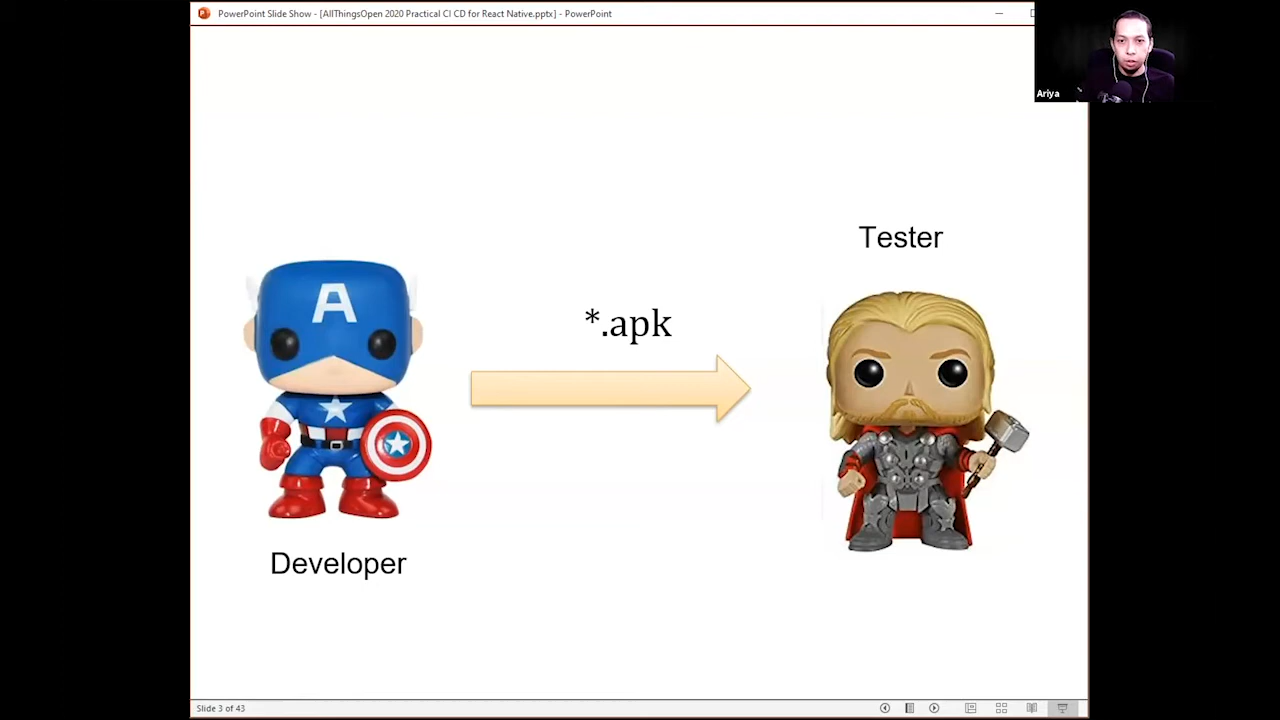 PowerPoint Slide Show - [AllThingsOpen 2020 Practical CI CD for React Native.pptx] - PowerPoint
Ariya
Tester
*.apk
A
Developer
Slide 3 of 43